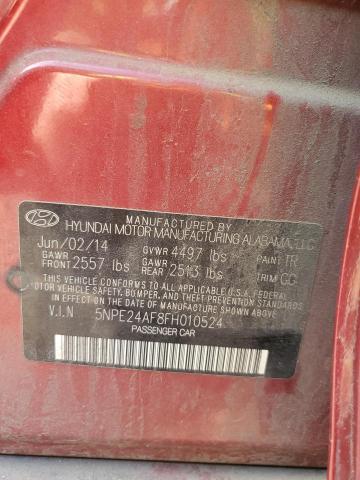 MANUFACTURED BY
HYUNDAI MOTOR MANUFACTURING ALABAMA, LLC
Jun/02/14 GVWR 4497 lbs PAINT TR
GAWR FRONT 2557 lbs GAWR REAR 2513 lbs TRIM GG
THIS VEHICLE CONFORMS TO ALL APPLICABLE U.S.A. FEDERAL
MOTOR VEHICLE SAFETY, BUMPER, AND THEFT PREVENTION STANDARDS
IN EFFECT ON THE DATE OF MANUFACTURE SHOWN ABOVE
V.I.N 5NPE24AF8FH010524
PASSENGER CAR